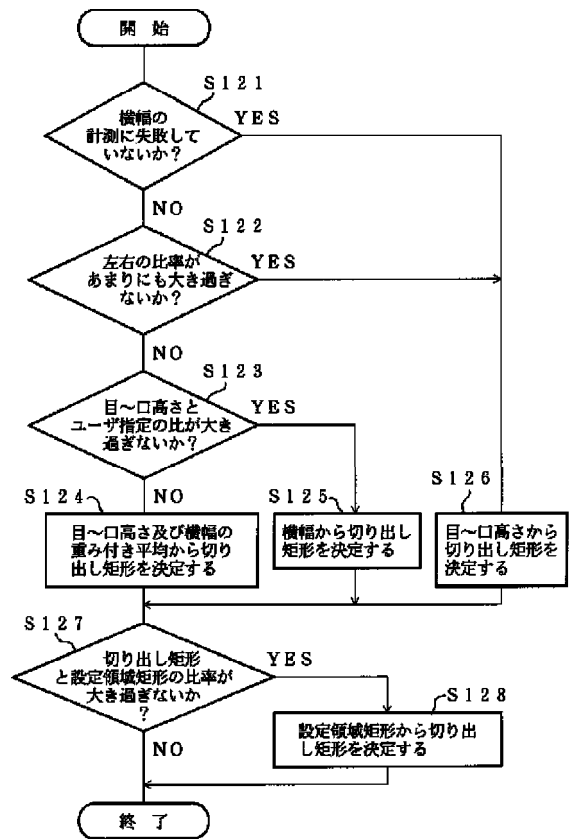 開 始
S121
横幅の
計測に失敗して
いないか？
YES
NO
S122
左右の比率が
あまりにも大き過ぎ
ないか？
YES
NO
S123
目～口高さと
ユーザ指定の比が大き
過ぎないか？
YES
NO
S124
目～口高さ及び横幅の
重み付き平均から切り
出し矩形を決定する
S125
横幅から切り出し
矩形を決定する
S126
目～口高さから
切り出し矩形を
決定する
S127
切り出し矩形
と設定領域矩形の比率が
大き過ぎないか
？
YES
NO
S128
設定領域矩形から切り出
し矩形を決定する
終 了